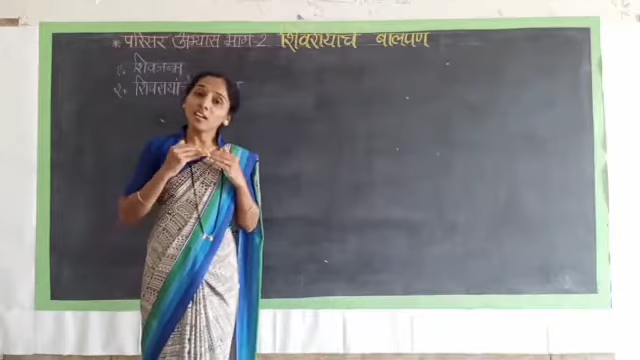 * परिसर अभ्यास भाग-2 शिवरायांचे बालपण
१. शिवजन्म
२. शिवरायां